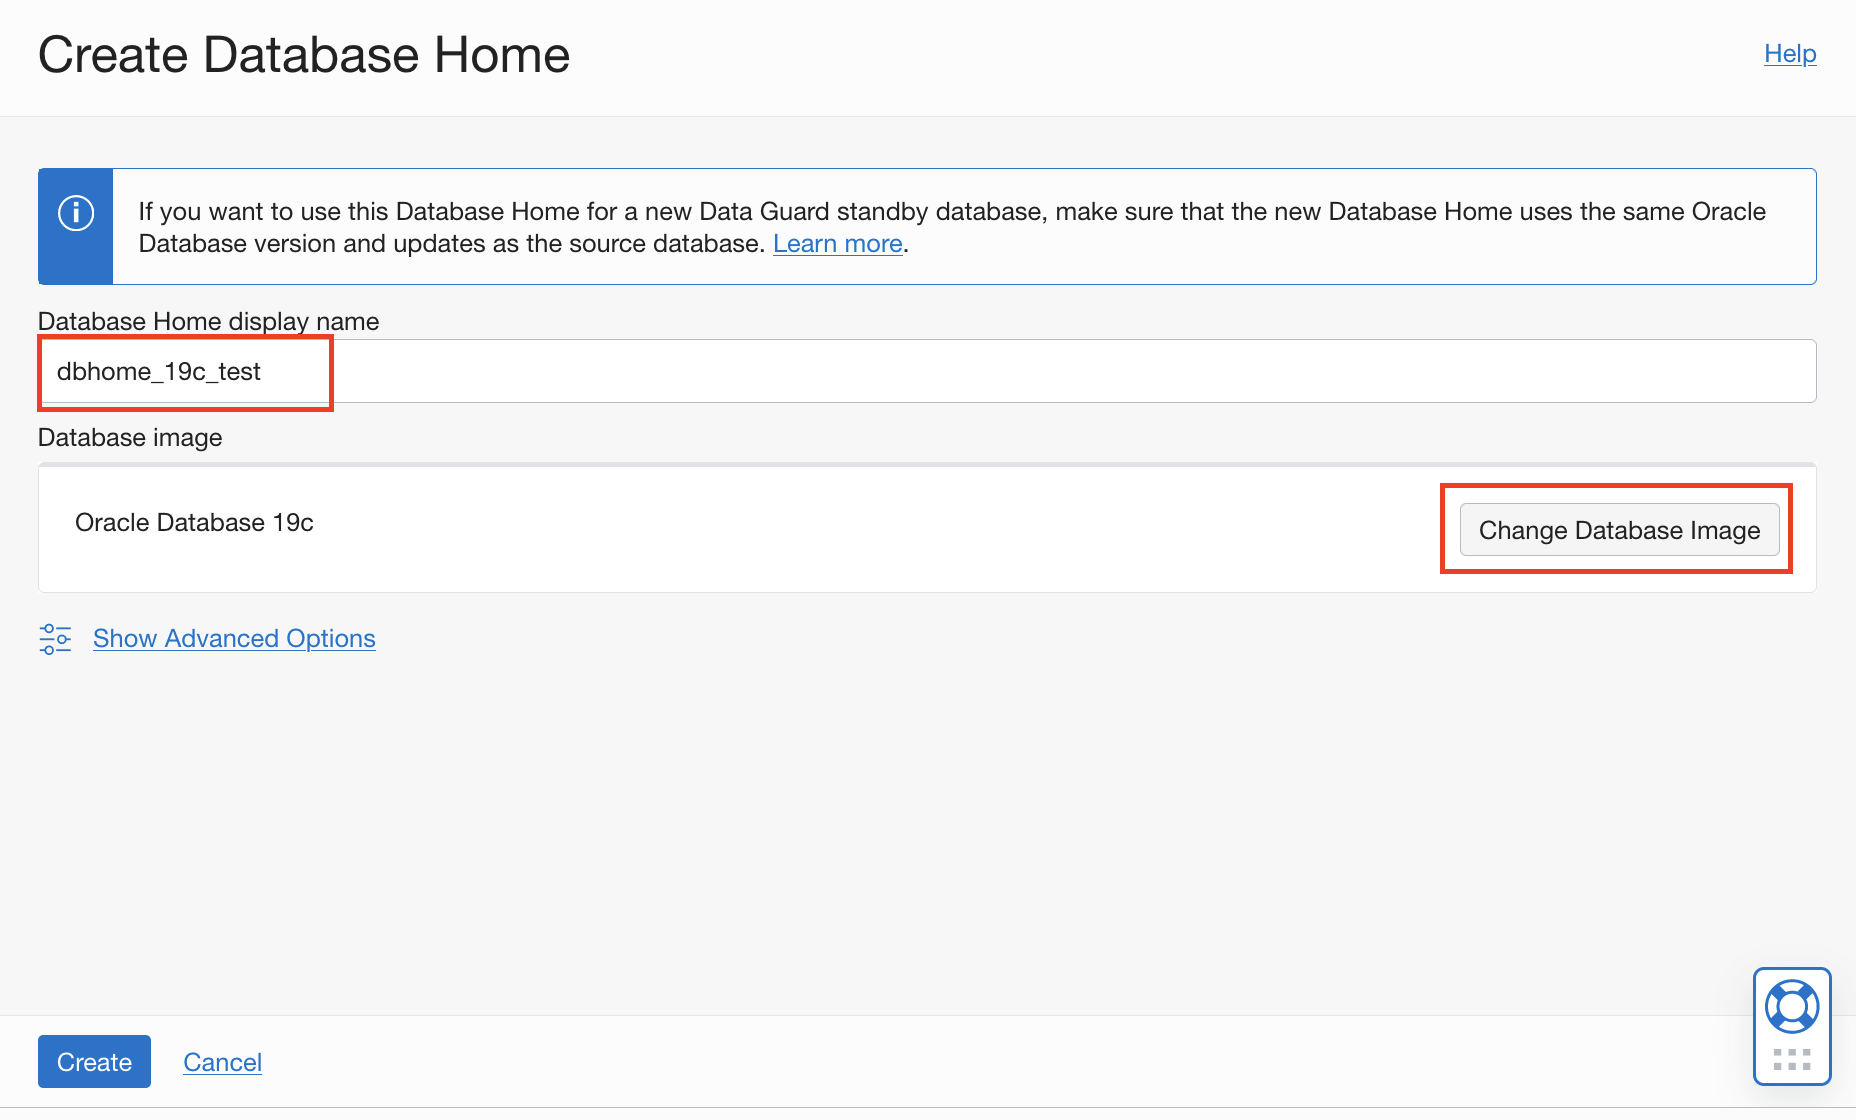 Create Database Home
Help
If you want to use this Database Home for a new Data Guard standby database, make sure that the new Database Home uses the same Oracle
Database version and updates as the source database. Learn more.
Database Home display name
dbhome_19c_test
Database image
Oracle Database 19c
Change Database Image
Show Advanced Options
Create
Cancel